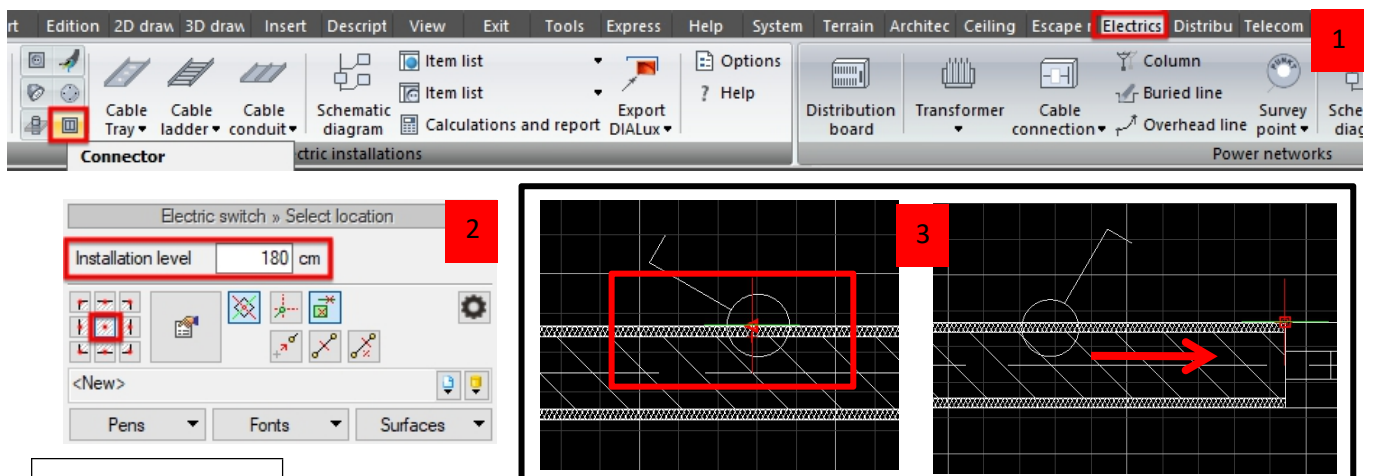 rt Edition 2D draw 3D draw Insert Descript View Exit Tools Express Help System Terrain Architec Ceiling Escape r Electrics Distribu Telecom
1
Item list
Item list
Calculations and report
Cable Tray
Cable ladder
Cable conduit
Schematic diagram
Export DIALux
Options
? Help
Distribution board
Transformer
Cable connection
Column
Buried line
Overhead line
Survey point
Sche
diag
Connector
ctric installations
Power networks
Electric switch » Select location
2
Installation level 180 cm
<New>
Pens Fonts Surfaces
3